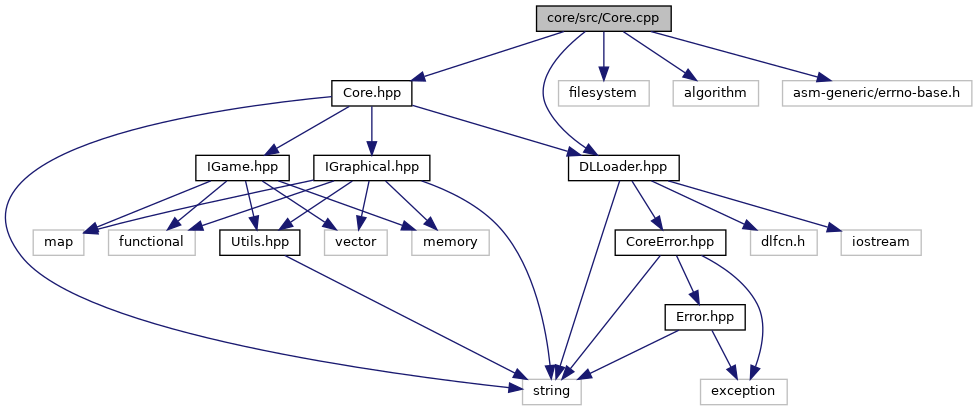 core/src/Core.cpp
Core.hpp
filesystem
algorithm
asm-generic/errno-base.h
IGame.hpp
IGraphical.hpp
DLLoader.hpp
map
functional
Utils.hpp
vector
memory
CoreError.hpp
dlfcn.h
iostream
Error.hpp
string
exception